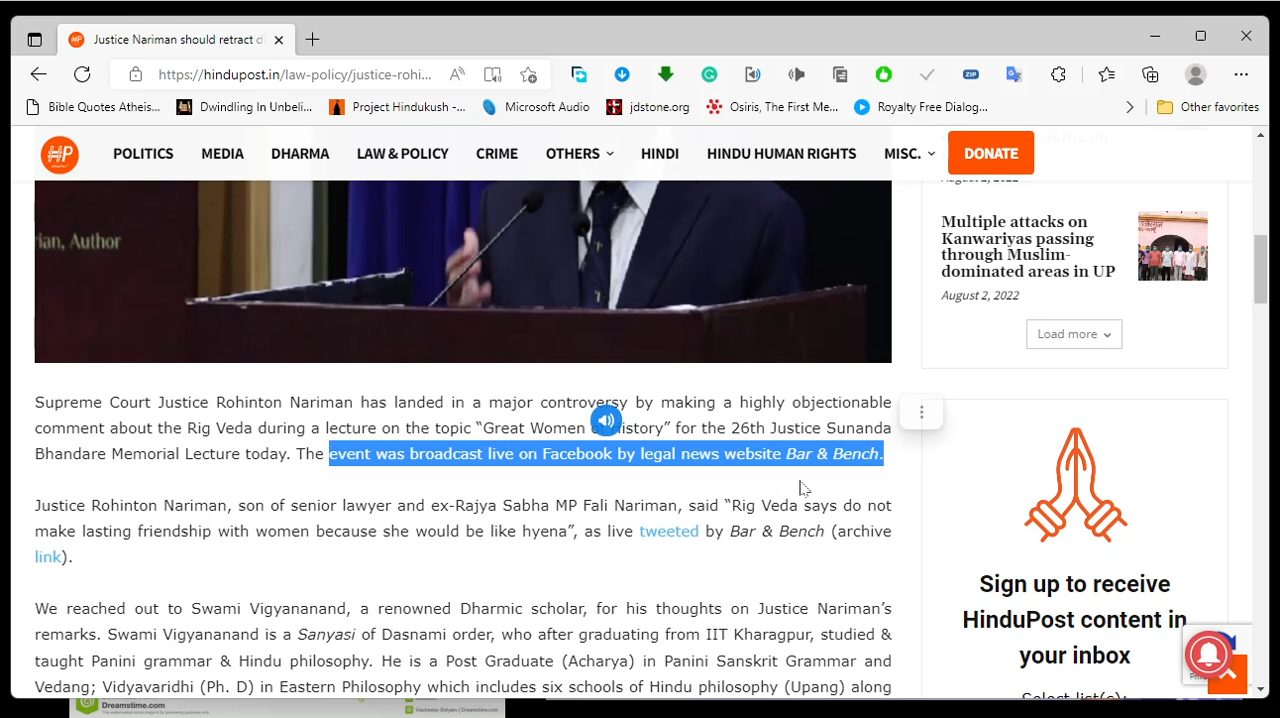 Justice Nariman should retract d
https://hindupost.in/law-policy/justice-rohi...
Bible Quotes Atheis...
Dwindling In Unbeli...
Project Hindukush -...
Microsoft Audio
jdstone.org
Osiris, The First Me...
Royalty Free Dialog...
Other favorites
POLITICS
MEDIA
DHARMA
LAW & POLICY
CRIME
OTHERS
HINDI
HINDU HUMAN RIGHTS
MISC.
DONATE
rian, Author
August 2, 2022
Multiple attacks on
Kanwariyas passing
through Muslim-
dominated areas in UP
August 2, 2022
Load more
Supreme Court Justice Rohinton Nariman has landed in a major controversy by making a highly objectionable
comment about the Rig Veda during a lecture on the topic “Great Women of History” for the 26th Justice Sunanda
Bhandare Memorial Lecture today. The event was broadcast live on Facebook by legal news website Bar & Bench.
Justice Rohinton Nariman, son of senior lawyer and ex-Rajya Sabha MP Fali Nariman, said “Rig Veda says do not
make lasting friendship with women because she would be like hyena”, as live tweeted by Bar & Bench (archive
link).
We reached out to Swami Vigyananand, a renowned Dharmic scholar, for his thoughts on Justice Nariman’s
remarks. Swami Vigyananand is a Sanyasi of Dasnami order, who after graduating from IIT Kharagpur, studied &
taught Panini grammar & Hindu philosophy. He is a Post Graduate (Acharya) in Panini Sanskrit Grammar and
Vedang; Vidyavaridhi (Ph. D) in Eastern Philosophy which includes six schools of Hindu philosophy (Upang) along
Sign up to receive
HinduPost content in
your inbox
Select list(s):
Dreamstime.com